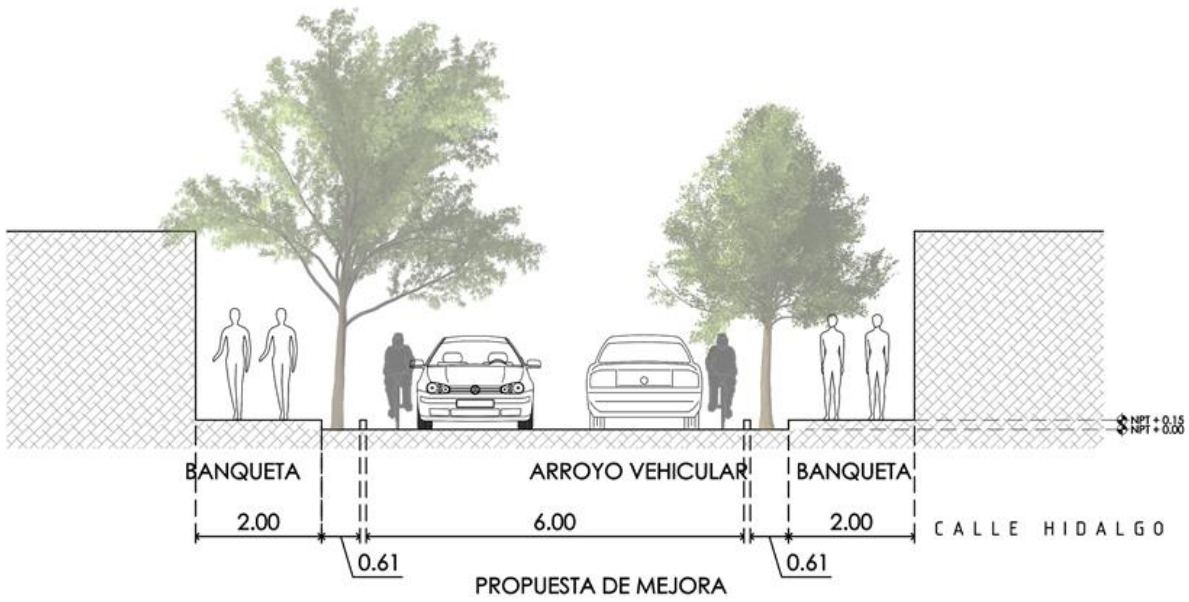 NPT + 0.15
NPT + 0.00
BANQUETA
ARROYO VEHICULAR
BANQUETA
2.00
6.00
2.00
CALLE HIDALGO
0.61
0.61
PROPUESTA DE MEJORA